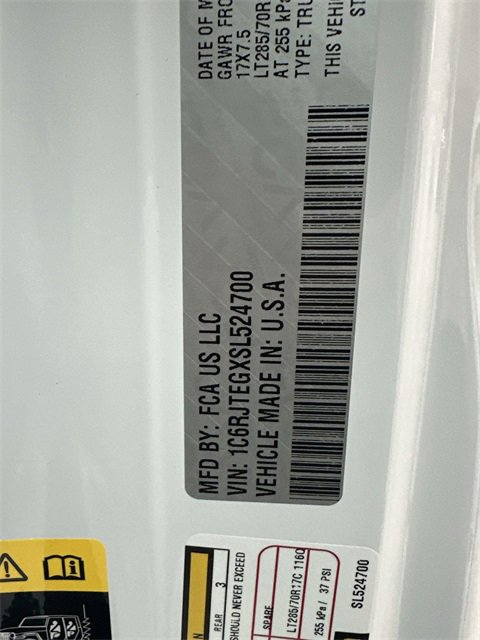 DATE OF M
GAWR FRO
17X7.5
LT285/70R
AT 255 kPa
TYPE: TRU
THIS VEHI
ST
MFD BY: FCA US LLC
VIN: 1C6RJTEGXSL524700
VEHICLE MADE IN: U.S.A.
N
REAR
3
SHOULD NEVER EXCEED
SPARE
LT285/70R17C 116Q
255 kPa / 37 PSI
SL524700